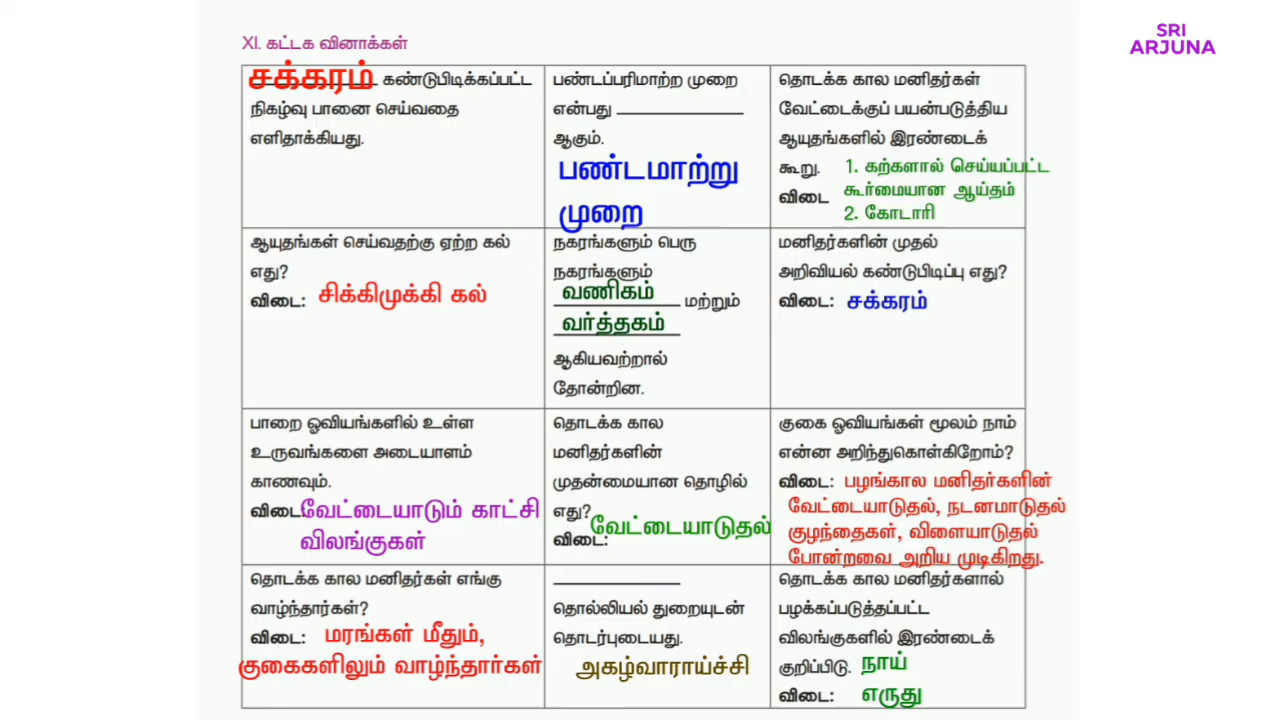 SRI
ARJUNA
XI. கட்டக வினாக்கள்
சக்கரம் கண்டுபிடிக்கப்பட்ட
நிகழ்வு பானை செய்வதை
எளிதாக்கியது.
பண்டப்பரிமாற்ற முறை
என்பது ____________
ஆகும்.
பண்டமாற்று
முறை
தொடக்க கால மனிதர்கள்
வேட்டைக்குப் பயன்படுத்திய
ஆயுதங்களில் இரண்டைக்
கூறு.
விடை
1. கற்களால் செய்யப்பட்ட
கூர்மையான ஆய்தம்
2. கோடாரி
ஆயுதங்கள் செய்வதற்கு ஏற்ற கல்
எது?
விடை: சிக்கிமுக்கி கல்
நகரங்களும் பெரு
நகரங்களும்
வணிகம் மற்றும்
வர்த்தகம்
ஆகியவற்றால்
தோன்றின.
மனிதர்களின் முதல்
அறிவியல் கண்டுபிடிப்பு எது?
விடை: சக்கரம்
பாறை ஓவியங்களில் உள்ள
உருவங்களை அடையாளம்
காணவும்.
விடை: வேட்டையாடும் காட்சி
விலங்குகள்
தொடக்க கால
மனிதர்களின்
முதன்மையான தொழில்
எது?
விடை: வேட்டையாடுதல்
குகை ஓவியங்கள் மூலம் நாம்
என்ன அறிந்துகொள்கிறோம்?
விடை: பழங்கால மனிதர்களின்
வேட்டையாடுதல், நடனமாடுதல்
குழந்தைகள், விளையாடுதல்
போன்றவை அறிய முடிகிறது.
தொடக்க கால மனிதர்கள் எங்கு
வாழ்ந்தார்கள்?
விடை: மரங்கள் மீதும்,
குகைகளிலும் வாழ்ந்தார்கள்
____________
தொல்லியல் துறையுடன்
தொடர்புடையது.
அகழ்வாராய்ச்சி
தொடக்க கால மனிதர்களால்
பழக்கப்படுத்தப்பட்ட
விலங்குகளில் இரண்டைக்
குறிப்பிடு. நாய்
விடை: எருது